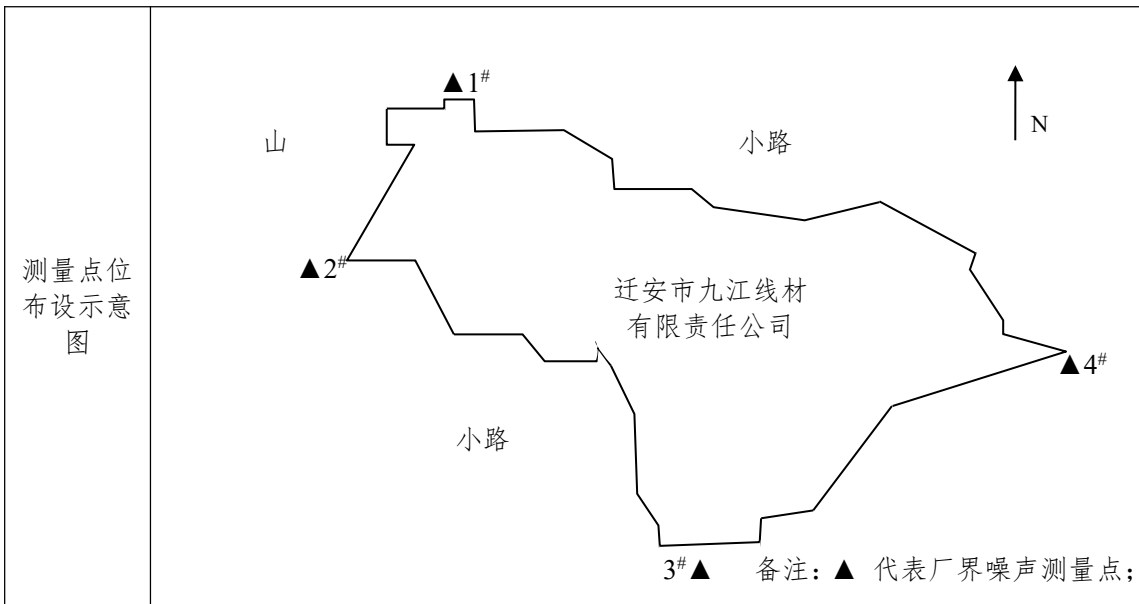 ▲1#
山
小路
N
测量点位
布设示意
图
▲2#
迁安市九江线材
有限责任公司
▲4#
小路
3#▲
备注：▲ 代表厂界噪声测量点；